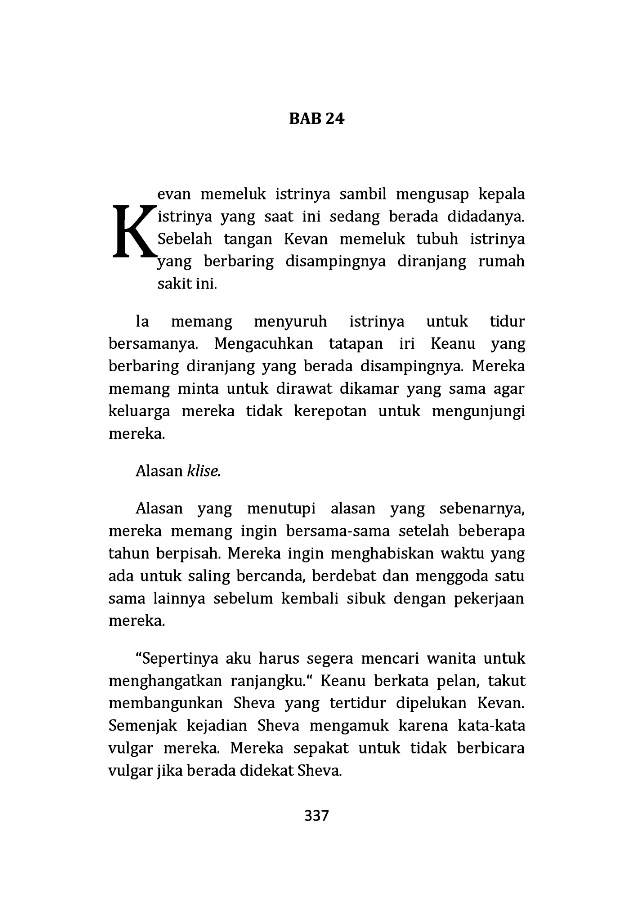 BAB 24
Kevan memeluk istrinya sambil mengusap kepala
istrinya yang saat ini sedang berada didadanya.
Sebelah tangan Kevan memeluk tubuh istrinya
yang berbaring disampingnya diranjang rumah
sakit ini.
Ia memang menyuruh istrinya untuk tidur
bersamanya. Mengacuhkan tatapan iri Keanu yang
berbaring diranjang yang berada disampingnya. Mereka
memang minta untuk dirawat dikamar yang sama agar
keluarga mereka tidak kerepotan untuk mengunjungi
mereka.
Alasan klise.
Alasan yang menutupi alasan yang sebenarnya,
mereka memang ingin bersama-sama setelah beberapa
tahun berpisah. Mereka ingin menghabiskan waktu yang
ada untuk saling bercanda, berdebat dan menggoda satu
sama lainnya sebelum kembali sibuk dengan pekerjaan
mereka.
“Sepertinya aku harus segera mencari wanita untuk
menghangatkan ranjangku.“ Keanu berkata pelan, takut
membangunkan Sheva yang tertidur dipelukan Kevan.
Semenjak kejadian Sheva mengamuk karena kata-kata
vulgar mereka. Mereka sepakat untuk tidak berbicara
vulgar jika berada didekat Sheva.
337